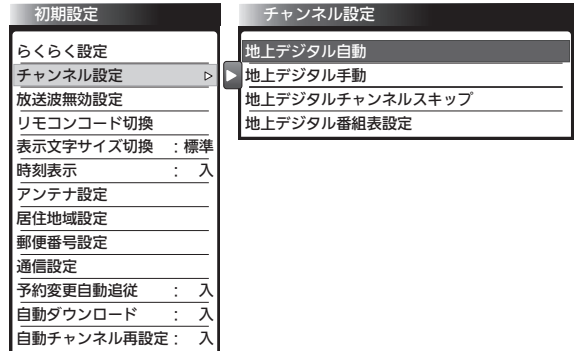 初期設定
らくらく設定
チャンネル設定
放送波無効設定
リモコンコード切換
表示文字サイズ切換 ：標準
時刻表示 ： 入
アンテナ設定
居住地域設定
郵便番号設定
通信設定
予約変更自動追従 ： 入
自動ダウンロード ： 入
自動チャンネル再設定： 入
チャンネル設定
地上デジタル自動
地上デジタル手動
地上デジタルチャンネルスキップ
地上デジタル番組表設定